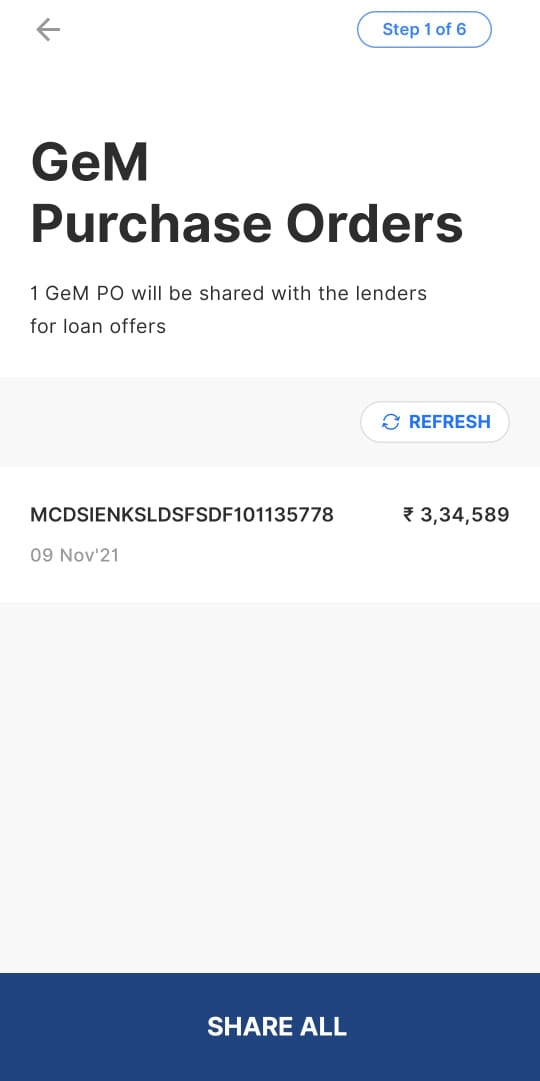 Step 1 of 6
GeM
Purchase Orders
1 GeM PO will be shared with the lenders
for loan offers
REFRESH
MCDSIENKSLDSFSDF101135778 ₹ 3,34,589
09 Nov'21
SHARE ALL